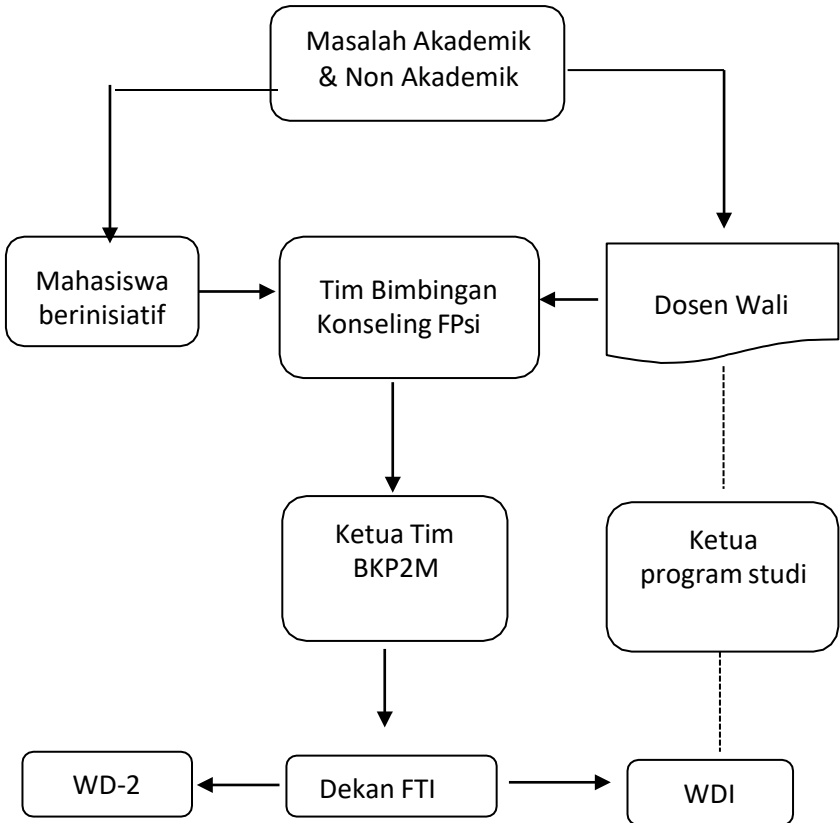 Masalah Akademik
& Non Akademik
Mahasiswa
berinisiatif
Tim Bimbingan
Konseling FPsi
Dosen Wali
Ketua Tim
BKP2M
Ketua
program studi
WD-2
Dekan FTI
WDI